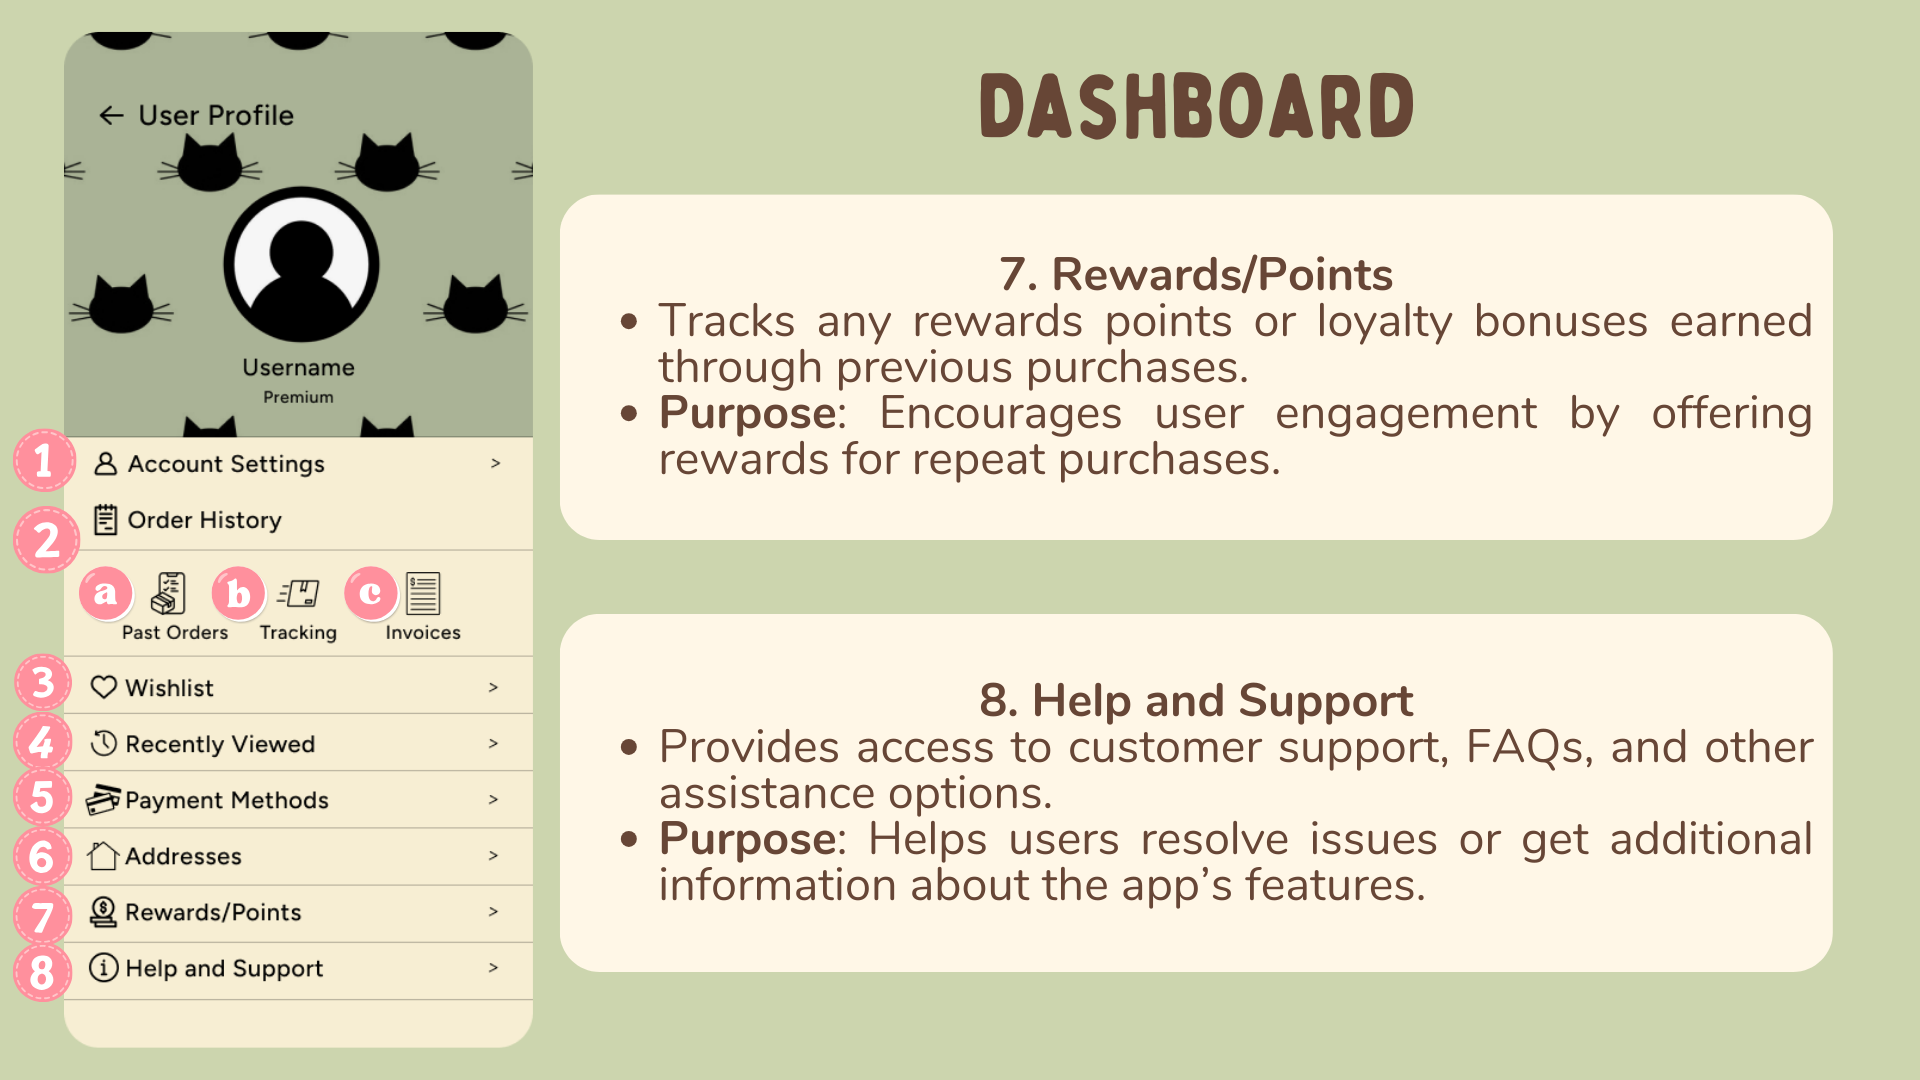 ← User Profile
Username
Premium
1
Account Settings >
2
Order History
a b c
Past Orders Tracking Invoices
3
Wishlist >
4
Recently Viewed >
5
Payment Methods >
6
Addresses >
7
Rewards/Points >
8
Help and Support >
DASHBOARD
7. Rewards/Points
• Tracks any rewards points or loyalty bonuses earned
through previous purchases.
• Purpose: Encourages user engagement by offering
rewards for repeat purchases.
8. Help and Support
• Provides access to customer support, FAQs, and other
assistance options.
• Purpose: Helps users resolve issues or get additional
information about the app’s features.